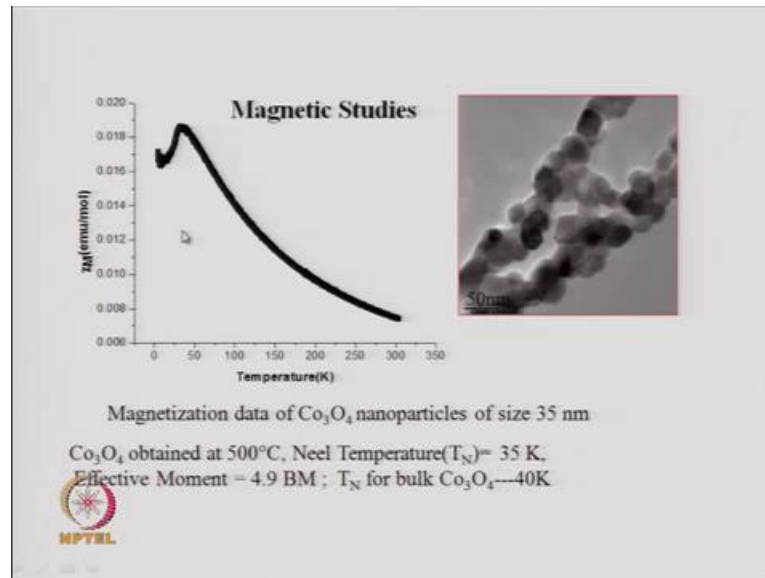 Magnetic Studies
0.020
0.018
0.016
0.014
0.012
0.010
0.008
0.006
χM(emu/mol)
0 50 100 150 200 250 300 350
Temperature(K)
50nm
Magnetization data of Co₃O₄ nanoparticles of size 35 nm
Co₃O₄ obtained at 500°C, Neel Temperature(T_N)= 35 K,
Effective Moment = 4.9 BM ; T_N for bulk Co₃O₄---40K
NPTEL